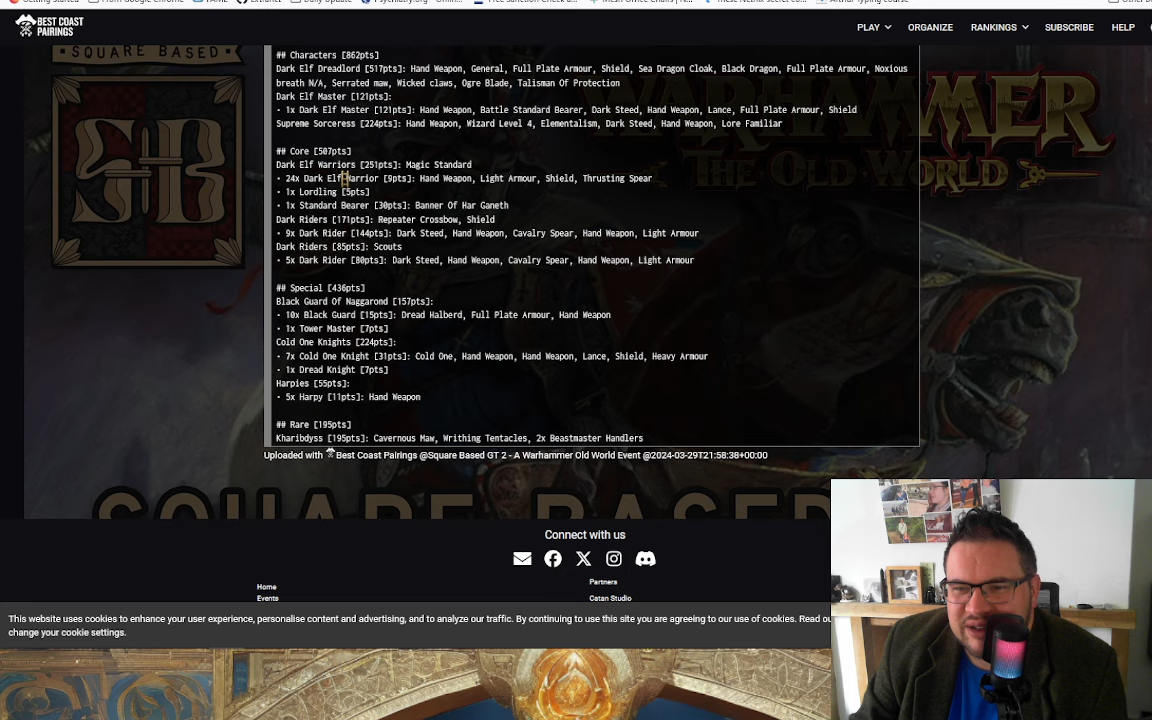 BEST COAST
PAIRINGS
PLAY
ORGANIZE
RANKINGS
SUBSCRIBE
HELP
SQUARE BASED
SB
WARHAMMER
THE OLD WORLD
## Characters [862pts]
Dark Elf Dreadlord [517pts]: Hand Weapon, General, Full Plate Armour, Shield, Sea Dragon Cloak, Black Dragon, Full Plate Armour, Noxious
breath N/A, Serrated maw, Wicked claws, Ogre Blade, Talisman Of Protection
Dark Elf Master [121pts]:
• 1x Dark Elf Master [121pts]: Hand Weapon, Battle Standard Bearer, Dark Steed, Hand Weapon, Lance, Full Plate Armour, Shield
Supreme Sorceress [224pts]: Hand Weapon, Wizard Level 4, Elementalism, Dark Steed, Hand Weapon, Lore Familiar
## Core [507pts]
Dark Elf Warriors [251pts]: Magic Standard
• 24x Dark Elf Warrior [9pts]: Hand Weapon, Light Armour, Shield, Thrusting Spear
• 1x Lordling [5pts]
• 1x Standard Bearer [30pts]: Banner Of Har Ganeth
Dark Riders [171pts]: Repeater Crossbow, Shield
• 9x Dark Rider [144pts]: Dark Steed, Hand Weapon, Cavalry Spear, Hand Weapon, Light Armour
Dark Riders [85pts]: Scouts
• 5x Dark Rider [80pts]: Dark Steed, Hand Weapon, Cavalry Spear, Hand Weapon, Light Armour
## Special [436pts]
Black Guard Of Naggarond [157pts]:
• 10x Black Guard [15pts]: Dread Halberd, Full Plate Armour, Hand Weapon
• 1x Tower Master [7pts]
Cold One Knights [224pts]:
• 7x Cold One Knight [31pts]: Cold One, Hand Weapon, Hand Weapon, Lance, Shield, Heavy Armour
• 1x Dread Knight [7pts]
Harpies [55pts]:
• 5x Harpy [11pts]: Hand Weapon
## Rare [195pts]
Kharibdyss [195pts]: Cavernous Maw, Writhing Tentacles, 2x Beastmaster Handlers
Uploaded with Best Coast Pairings @Square Based GT 2 - A Warhammer Old World Event @2024-03-29T21:58:38+00:00
SQUARE BASED
Connect with us
Home
Partners
Events
Catan Studio
This website uses cookies to enhance your user experience, personalise content and advertising, and to analyze our traffic. By continuing to use this site you are agreeing to our use of cookies. Read
change your cookie settings.